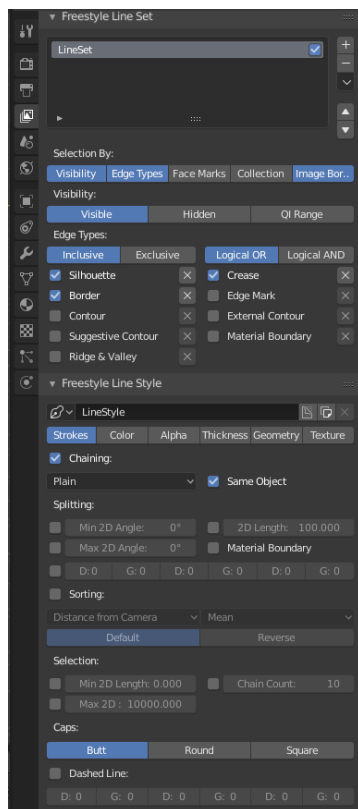 Freestyle Line Set
LineSet
Selection By:
Visibility Edge Types Face Marks Collection Image Bor..
Visibility:
Visible Hidden QI Range
Edge Types:
Inclusive Exclusive Logical OR Logical AND
Silhouette Crease
Border Edge Mark
Contour External Contour
Suggestive Contour Material Boundary
Ridge & Valley
Freestyle Line Style
LineStyle
Strokes Color Alpha Thickness Geometry Texture
Chaining:
Plain Same Object
Splitting:
Min 2D Angle: 0° 2D Length: 100.000
Max 2D Angle: 0° Material Boundary
D: 0 G: 0 D: 0 G: 0 D: 0 G: 0
Sorting:
Distance from Camera Mean
Default Reverse
Selection:
Min 2D Length: 0.000 Chain Count: 10
Max 2D : 10000.000
Caps:
Butt Round Square
Dashed Line:
D: 0 G: 0 D: 0 G: 0 D: 0 G: 0